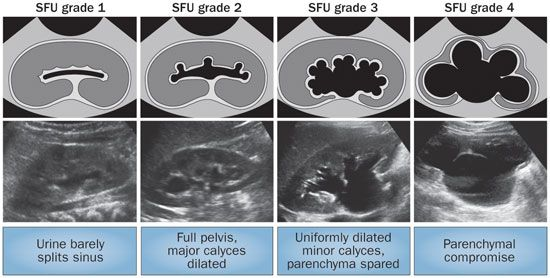 SFU grade 1
SFU grade 2
SFU grade 3
SFU grade 4
Urine barely
splits sinus
Full pelvis,
major calyces
dilated
Uniformly dilated
minor calyces,
parenchyma spared
Parenchymal
compromise